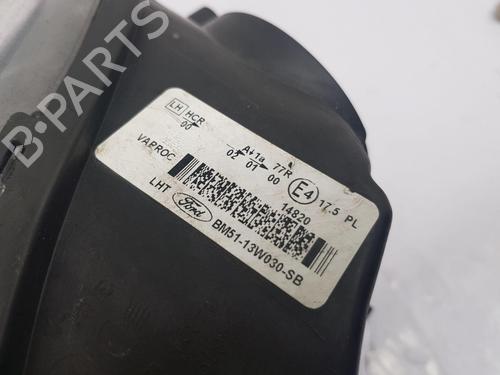 LH HCR
00
A+1a 77R
02 01 00
E4 17.5 PL
14820
VAPROC
LHT Ford BM51-13W030-SB
B-PARTS